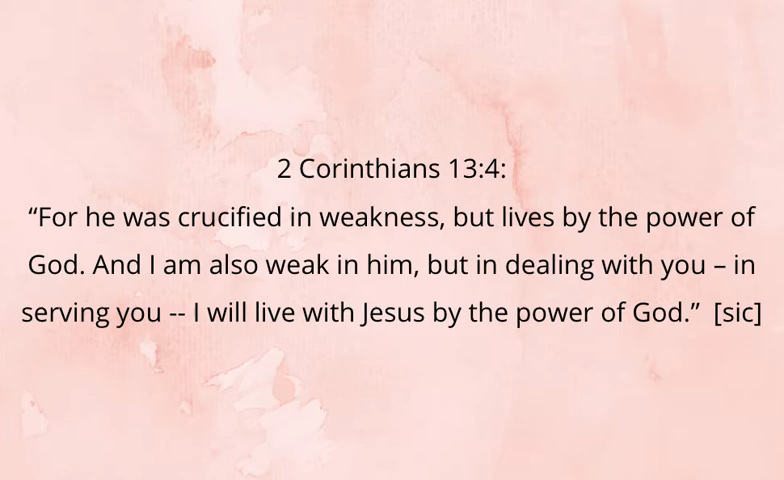 2 Corinthians 13:4:
“For he was crucified in weakness, but lives by the power of
God. And I am also weak in him, but in dealing with you – in
serving you -- I will live with Jesus by the power of God.”  [sic]